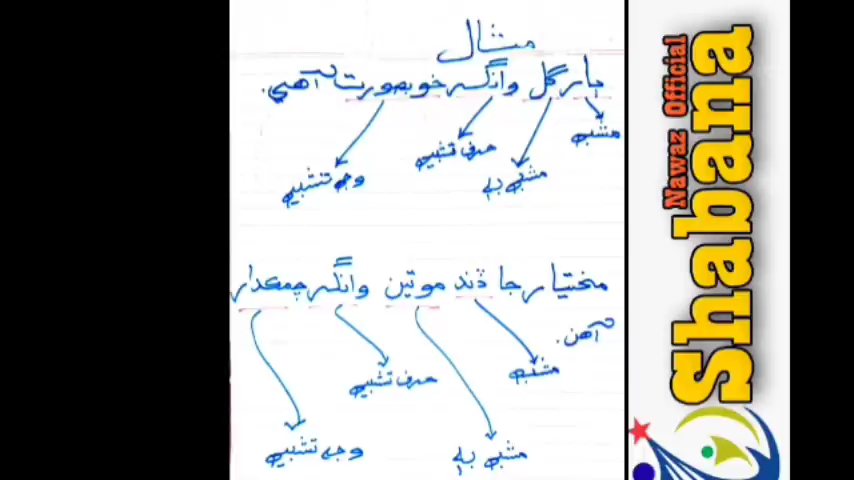 مثال
ٻار گل وانگر خوبصورت آهي.
مشبه
حرف تشبيه
مشبه به
وجه تشبيه
مختيار جا ڏند موتين وانگر چمڪدار
آهن.
مشبه
حرف تشبيه
مشبه به
وجه تشبيه
Shabana
Nawaz Official